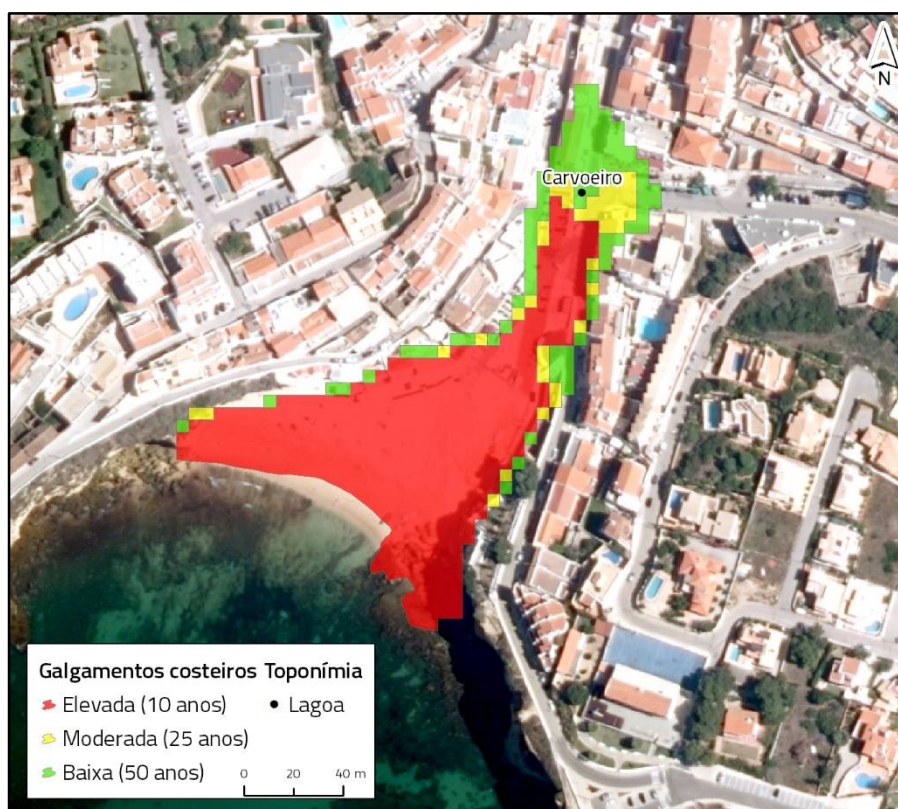 N
Carvoeiro
Galgamentos costeiros
Toponímia
Elevada (10 anos)
Lagoa
Moderada (25 anos)
Baixa (50 anos)
0 20 40 m